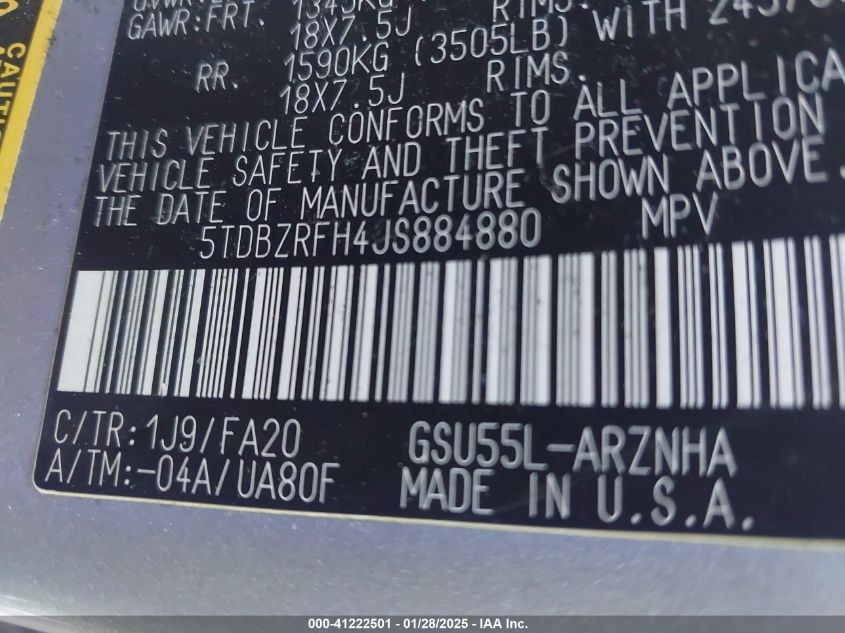 GAWR:FRT. 1345KG
18X7.5J RIMS. WITH
RR. 1590KG (3505LB)
18X7.5J RIMS.
THIS VEHICLE CONFORMS TO ALL
VEHICLE SAFETY AND THEFT PREVENTION
THE DATE OF MANUFACTURE SHOWN ABOVE.
5TDBZRFH4JS884880 MPV
C/TR:1J9/FA20 GSU55L-ARZNHA
A/TM:-04A/UA80F MADE IN U.S.A.
000-41222501 - 01/28/2025 - IAA Inc.